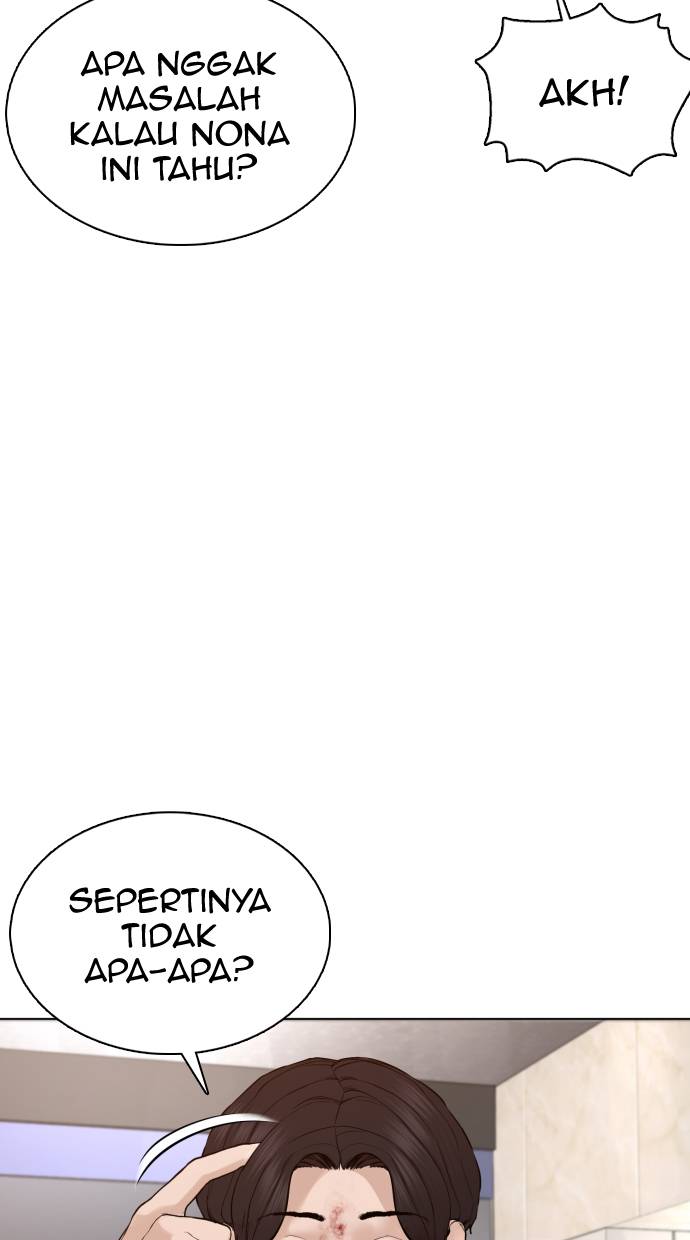 APA NGGAK
MASALAH
KALAU NONA
INI TAHU?
AKH!
SEPERTINYA
TIDAK
APA-APA?